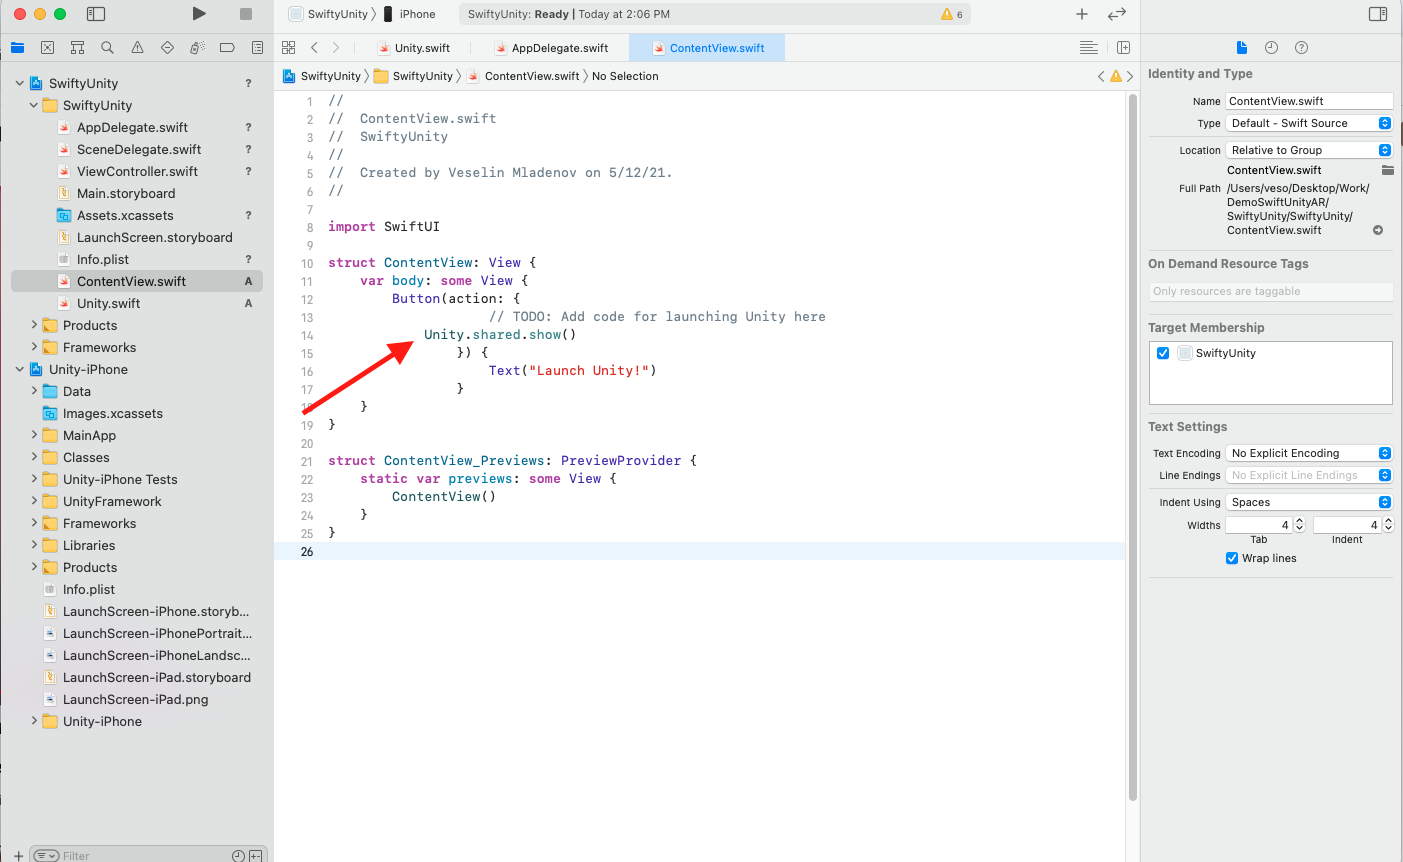 SwiftyUnity
iPhone
SwiftyUnity: Ready | Today at 2:06 PM
6
Unity.swift
AppDelegate.swift
ContentView.swift
SwiftyUnity
SwiftyUnity
ContentView.swift
No Selection
SwiftyUnity ?
SwiftyUnity
AppDelegate.swift ?
SceneDelegate.swift ?
ViewController.swift ?
Main.storyboard
Assets.xcassets ?
LaunchScreen.storyboard
Info.plist ?
ContentView.swift A
Unity.swift A
Products
Frameworks
Unity-iPhone
Data
Images.xcassets
MainApp
Classes
Unity-iPhone Tests
UnityFramework
Frameworks
Libraries
Products
Info.plist
LaunchScreen-iPhone.storyb...
LaunchScreen-iPhonePortrait...
LaunchScreen-iPhoneLandsc...
LaunchScreen-iPad.storyboard
LaunchScreen-iPad.png
Unity-iPhone
Filter
1 //
2 //  ContentView.swift
3 //  SwiftyUnity
4 //
5 //  Created by Veselin Mladenov on 5/12/21.
6 //
7
8 import SwiftUI
9
10 struct ContentView: View {
11     var body: some View {
12         Button(action: {
13                     // TODO: Add code for launching Unity here
14             Unity.shared.show()
15                 }) {
16                     Text("Launch Unity!")
17                 }
18     }
19 }
20
21 struct ContentView_Previews: PreviewProvider {
22     static var previews: some View {
23         ContentView()
24     }
25 }
26
Identity and Type
Name ContentView.swift
Type Default - Swift Source
Location Relative to Group
ContentView.swift
Full Path /Users/veso/Desktop/Work/
DemoSwiftUnityAR/
SwiftyUnity/SwiftyUnity/
ContentView.swift
On Demand Resource Tags
Only resources are taggable
Target Membership
SwiftyUnity
Text Settings
Text Encoding No Explicit Encoding
Line Endings No Explicit Line Endings
Indent Using Spaces
Widths 4 4
Tab Indent
Wrap lines